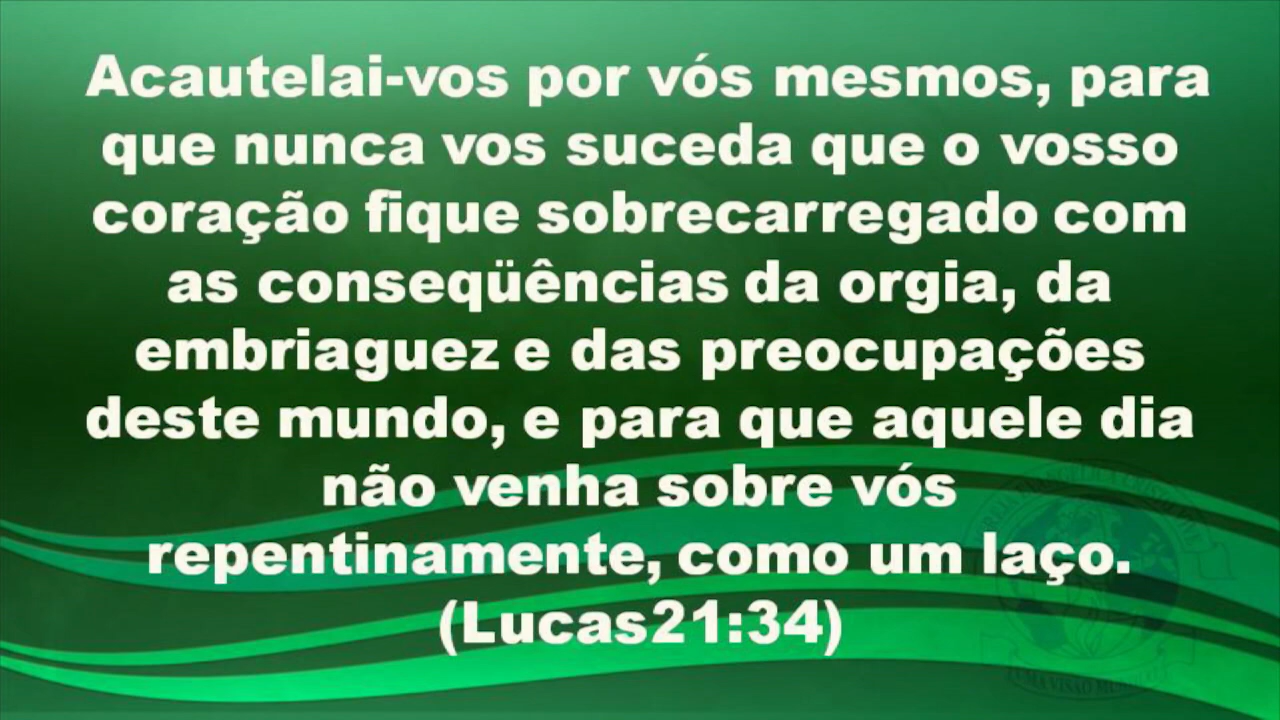 Acautelai-vos por vós mesmos, para
que nunca vos suceda que o vosso
coração fique sobrecarregado com
as conseqüências da orgia, da
embriaguez e das preocupações
deste mundo, e para que aquele dia
não venha sobre vós
repentinamente, como um laço.
(Lucas21:34)